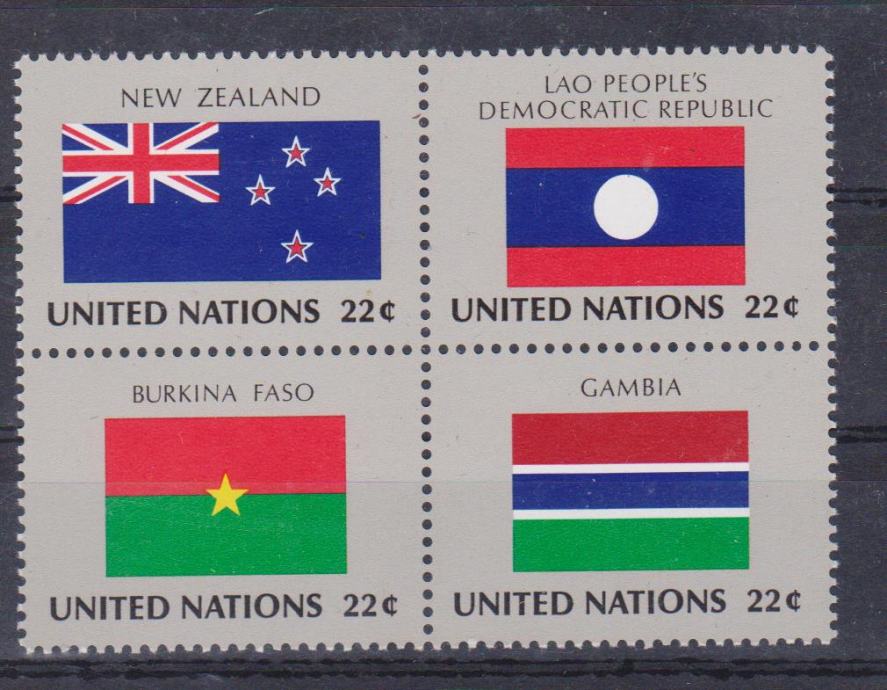 NEW ZEALAND
UNITED NATIONS 22¢
LAO PEOPLE'S
DEMOCRATIC REPUBLIC
UNITED NATIONS 22¢
BURKINA FASO
UNITED NATIONS 22¢
GAMBIA
UNITED NATIONS 22¢